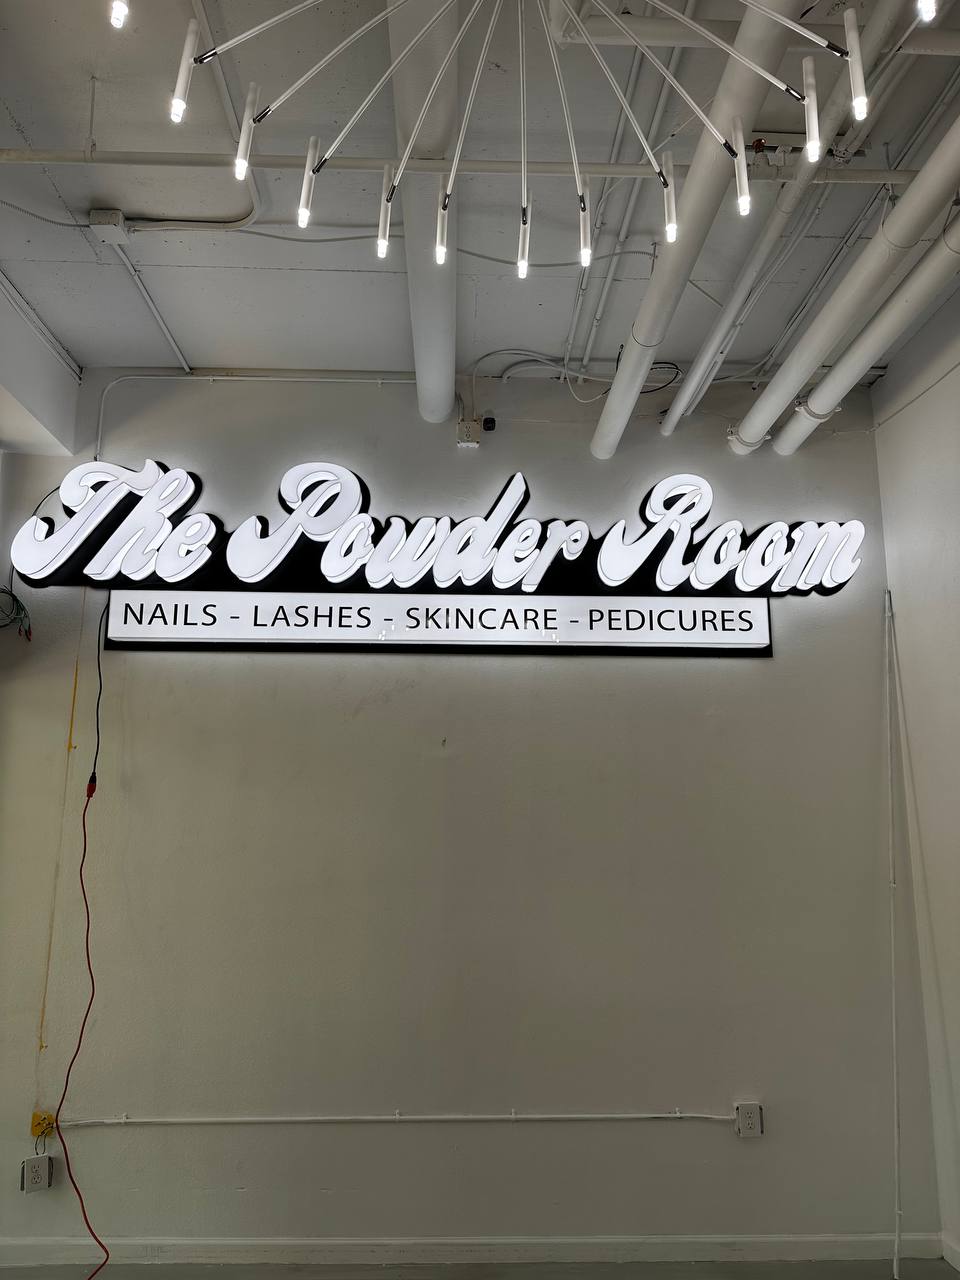 The Powder Room
NAILS - LASHES - SKINCARE - PEDICURES